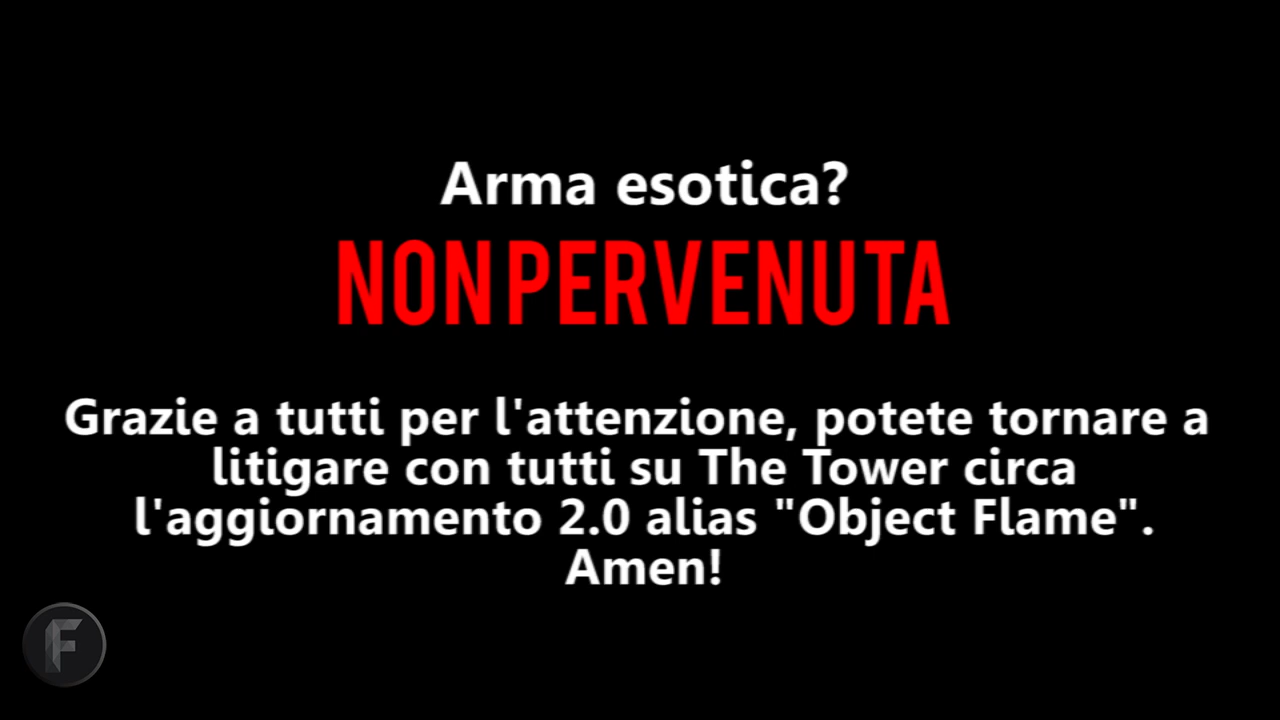 Arma esotica?
NON PERVENUTA
Grazie a tutti per l'attenzione, potete tornare a
litigare con tutti su The Tower circa
l'aggiornamento 2.0 alias "Object Flame".
Amen!
F